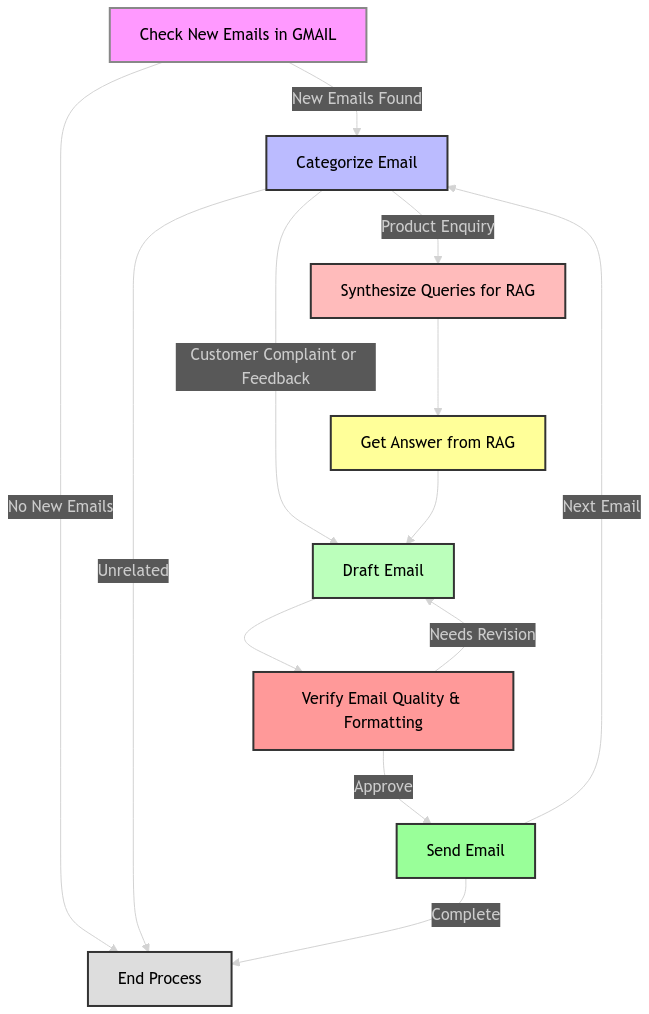 Check New Emails in GMAIL
New Emails Found
Categorize Email
Product Enquiry
Synthesize Queries for RAG
Customer Complaint or
Feedback
Get Answer from RAG
No New Emails
Next Email
Unrelated
Draft Email
Needs Revision
Verify Email Quality &
Formatting
Approve
Send Email
Complete
End Process